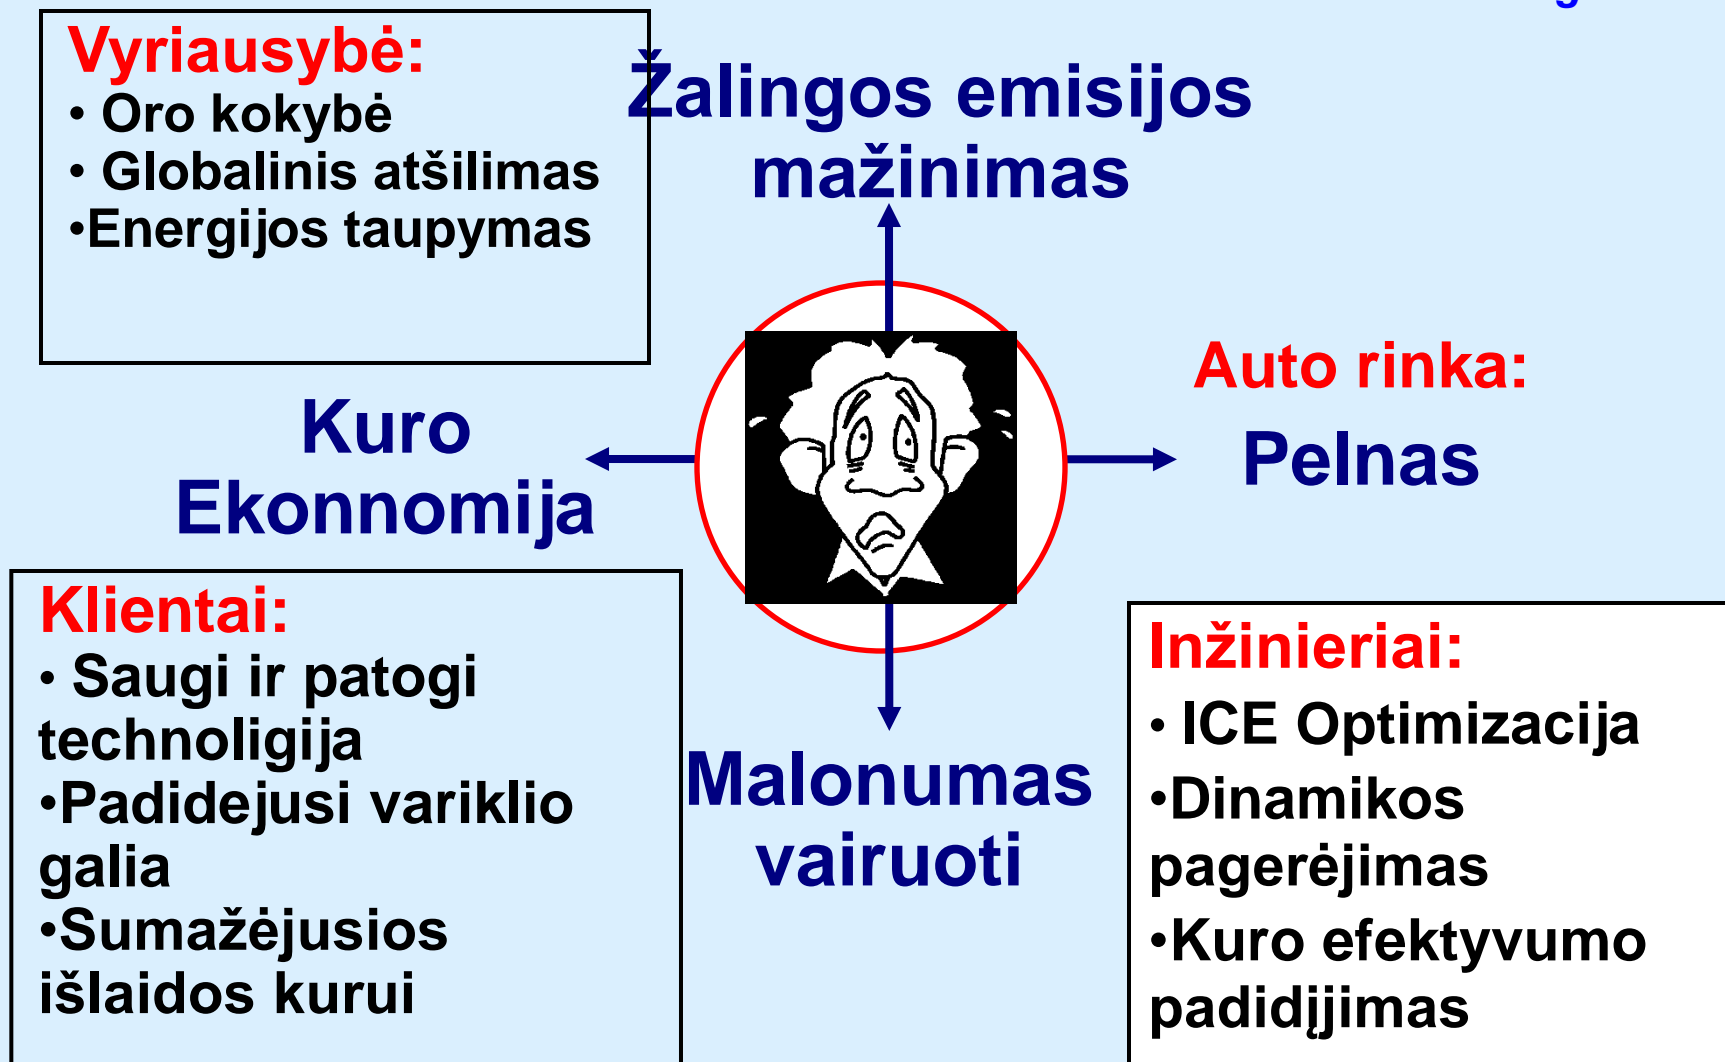 Vyriausybė:
• Oro kokybė
• Globalinis atšilimas
•Energijos taupymas
Žalingos emisijos
mažinimas
Auto rinka:
Pelnas
Kuro
Ekonnomija
Klientai:
• Saugi ir patogi
technoligija
•Padidejusi variklio
galia
•Sumažėjusios
išlaidos kurui
Malonumas
vairuoti
Inžinieriai:
• ICE Optimizacija
•Dinamikos
pagerėjimas
•Kuro efektyvumo
padidįjimas